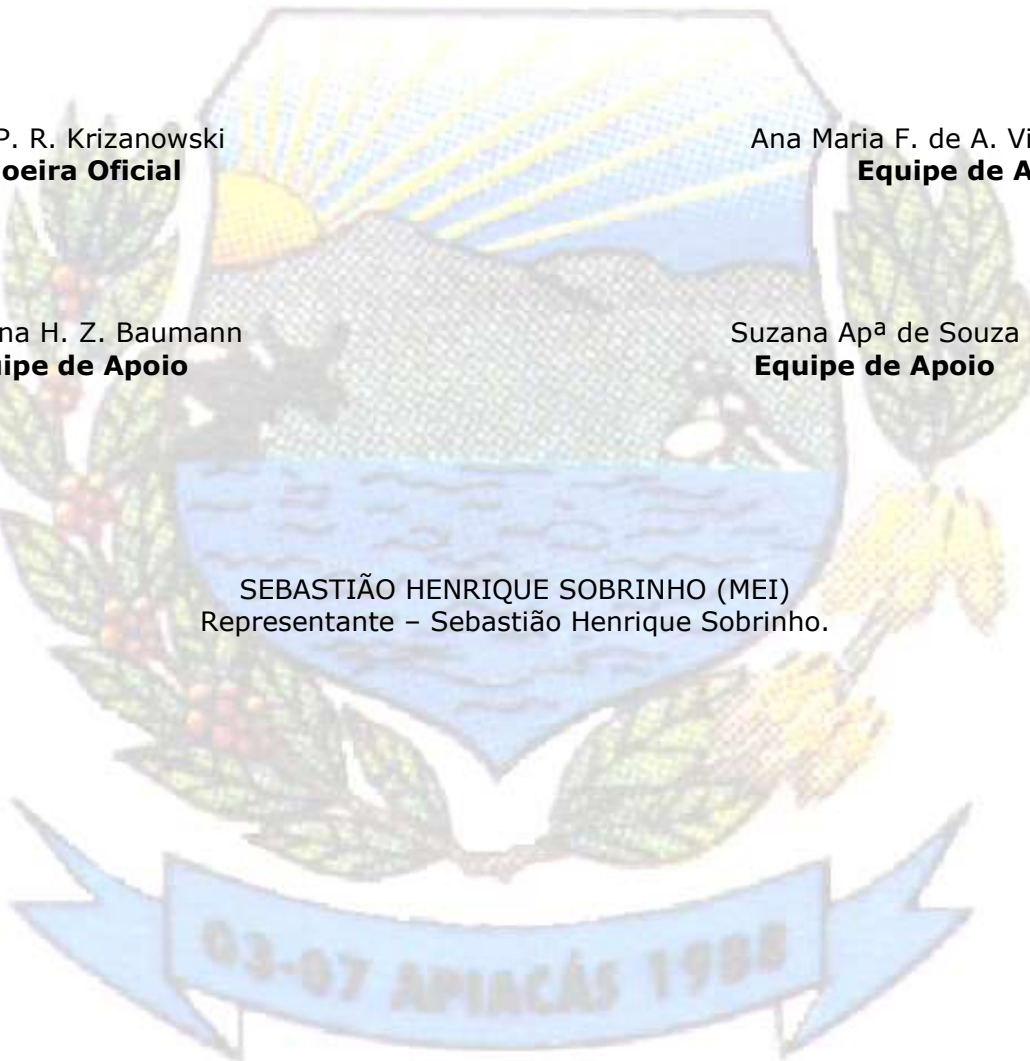 P. R. Krizanowski
oeira Oficial
Ana Maria F. de A. Vi
Equipe de A
na H. Z. Baumann
uipe de Apoio
Suzana Apª de Souza
Equipe de Apoio
SEBASTIÃO HENRIQUE SOBRINHO (MEI)
Representante – Sebastião Henrique Sobrinho.
03-07 APIACÁS 1988